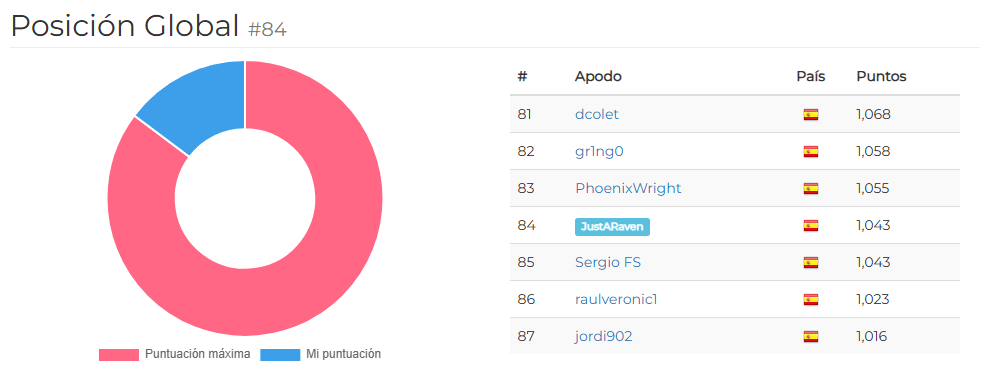 Posición Global #84
# Apodo País Puntos
81 dcolet 1,068
82 gr1ng0 1,058
83 PhoenixWright 1,055
84 JustARaven 1,043
85 Sergio FS 1,043
86 raulveronic1 1,023
87 jordi902 1,016
Puntuación máxima Mi puntuación